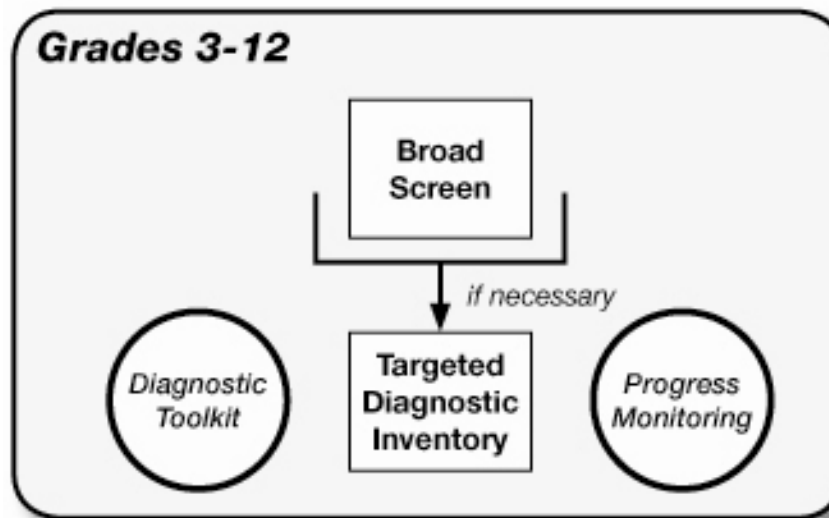 Grades 3-12
Broad
Screen
if necessary
Diagnostic
Toolkit
Targeted
Diagnostic
Inventory
Progress
Monitoring